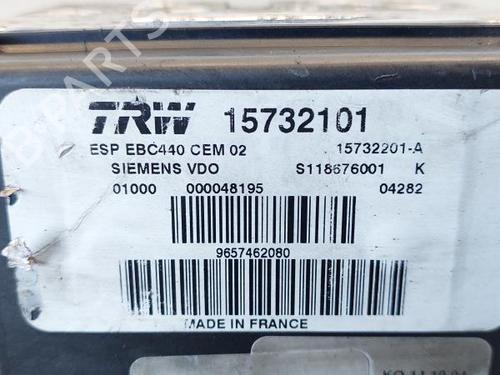 TRW 15732101
ESP EBC440 CEM 02 15732201-A
SIEMENS VDO S118676001 K
01000 000048195 04282
9657462080
MADE IN FRANCE